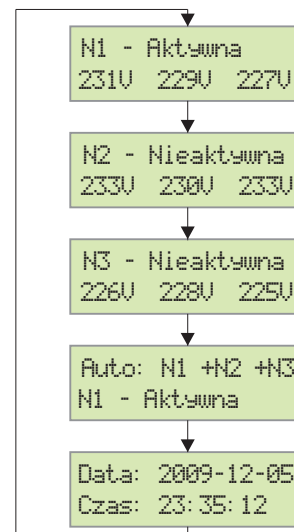 N1 - Aktywna
231V 229V 227V
N2 - Nieaktywna
233V 230V 233V
N3 - Nieaktywna
226V 228V 225V
Auto: N1 +N2 +N3
N1 - Aktywna
Data: 2009-12-05
Czas: 23:35:12